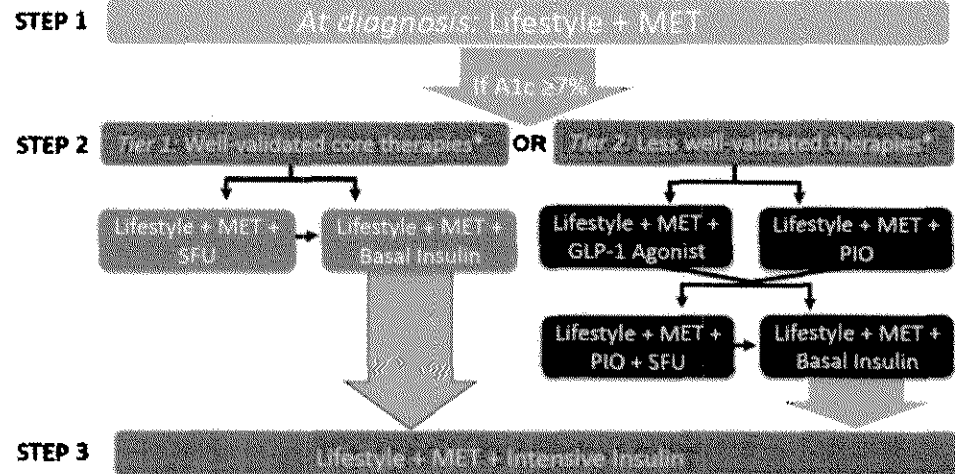 STEP 1
At diagnosis: Lifestyle + MET
If A1c ≥7%
STEP 2
Tier 1: Well-validated core therapies*
OR
Tier 2: Less well-validated therapies*
Lifestyle + MET +
SFU
Lifestyle + MET +
Basal Insulin
Lifestyle + MET +
GLP-1 Agonist
Lifestyle + MET +
PIO
Lifestyle + MET +
PIO + SFU
Lifestyle + MET +
Basal Insulin
STEP 3
Lifestyle + MET + Intensive Insulin